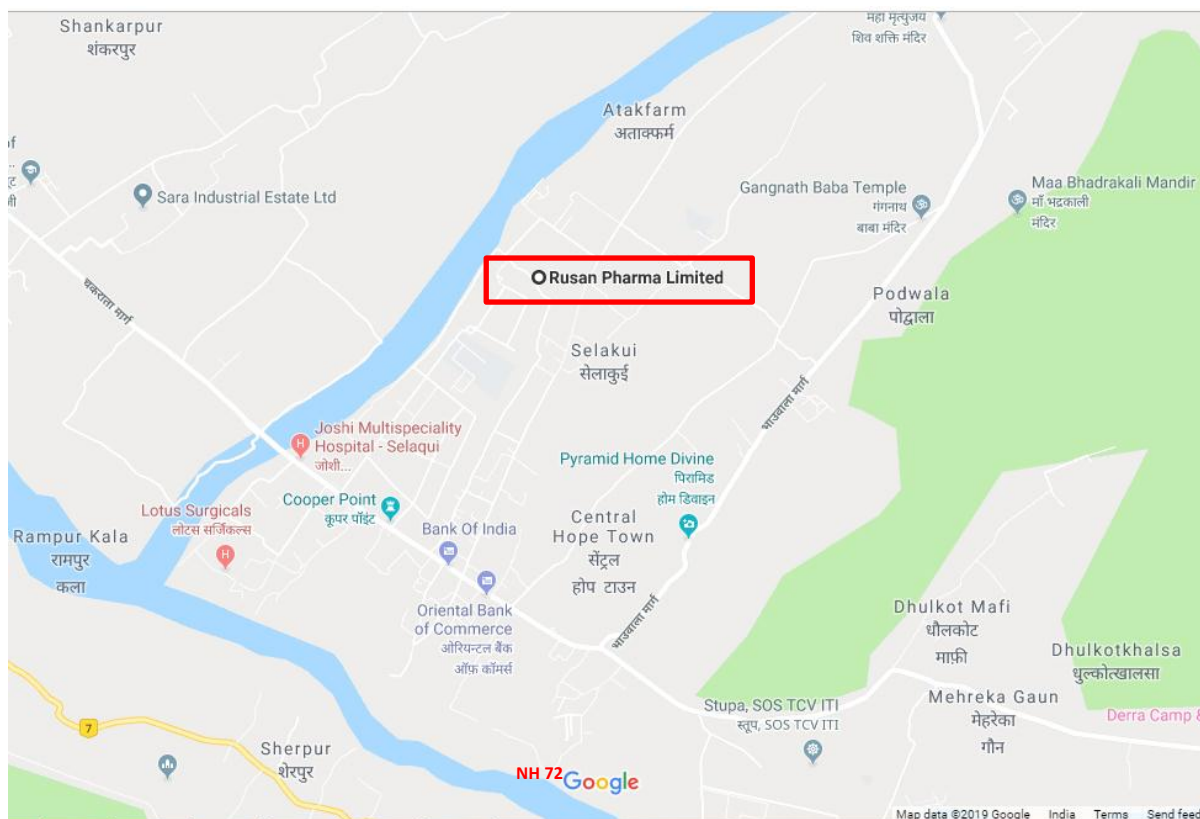 Shankarpur
शंकरपुर
महा मृत्युंजय
शिव शक्ति मंदिर
Atakfarm
अताक्फर्म
of
Sara Industrial Estate Ltd
Gangnath Baba Temple
गंगनाथ
बाबा मंदिर
Maa Bhadrakali Mandir
माँ भद्रकाली
मंदिर
Rusan Pharma Limited
चकराता मार्ग
Podwala
पोद्वाला
Selakui
सेलाकुई
भाउवाला मार्ग
Joshi Multispeciality
Hospital - Selaqui
जोशी...
Pyramid Home Divine
पिरामिड
होम डिवाइन
Cooper Point
कूपर पॉइंट
Lotus Surgicals
लोटस सर्जिकल्स
Bank Of India
Central
Hope Town
सेंट्रल
होप टाउन
Rampur Kala
रामपुर
कला
Oriental Bank
of Commerce
ओरियन्टल बैंक
ऑफ़ कॉमर्स
भाउवाला मार्ग
Dhulkot Mafi
धौलकोट
माफ़ी
Dhulkotkhalsa
धुल्कोत्खालसा
Mehreka Gaun
मेहरेका
गौन
Stupa, SOS TCV ITI
स्तूप, SOS TCV ITI
Derra Camp &
7
Sherpur
शेरपुर
NH 72
Google
Map data ©2019 Google India Terms Send feed